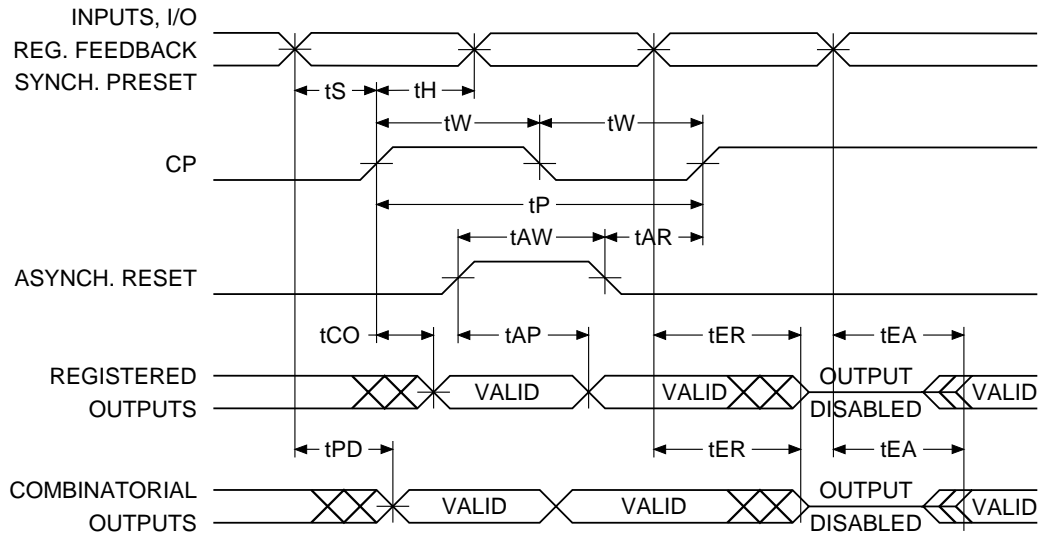 INPUTS, I/O
REG. FEEDBACK
SYNCH. PRESET
tS tH
tW tW
CP
tP
tAW tAR
ASYNCH. RESET
tCO tAP tER tEA
REGISTERED OUTPUT
VALID VALID VALID
OUTPUTS DISABLED
tPD tER tEA
COMBINATORIAL OUTPUT
VALID VALID VALID
OUTPUTS DISABLED